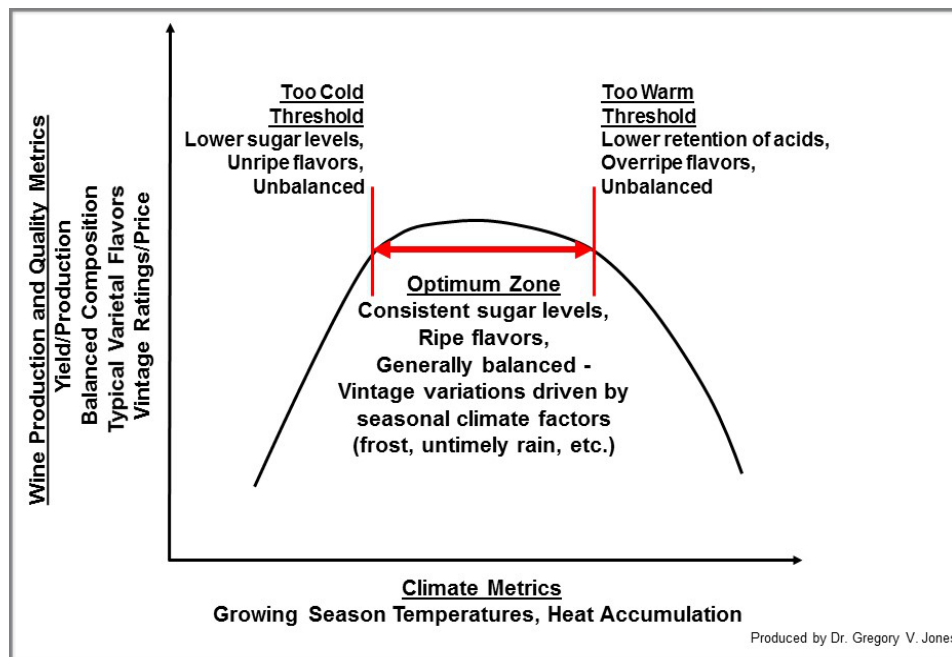 Wine Production and Quality Metrics
Yield/Production
Balanced Composition
Typical Varietal Flavors
Vintage Ratings/Price
Too Cold
Threshold
Lower sugar levels,
Unripe flavors,
Unbalanced
Too Warm
Threshold
Lower retention of acids,
Overripe flavors,
Unbalanced
Optimum Zone
Consistent sugar levels,
Ripe flavors,
Generally balanced -
Vintage variations driven by
seasonal climate factors
(frost, untimely rain, etc.)
Climate Metrics
Growing Season Temperatures, Heat Accumulation
Produced by Dr. Gregory V. Jones